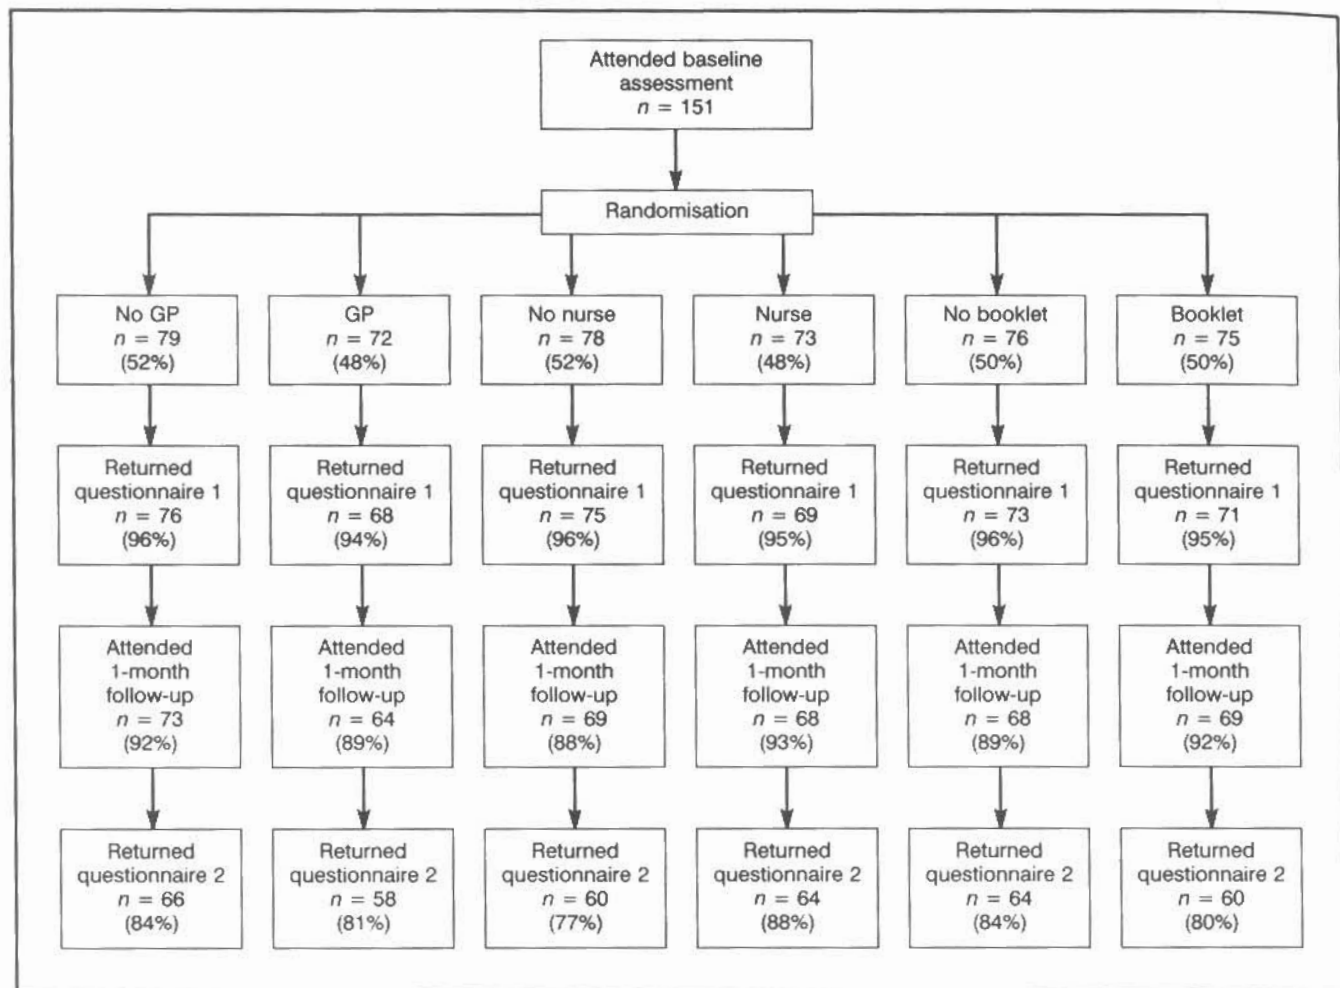 Attended baseline
assessment
n = 151
Randomisation
No GP
n = 79
(52%)
GP
n = 72
(48%)
No nurse
n = 78
(52%)
Nurse
n = 73
(48%)
No booklet
n = 76
(50%)
Booklet
n = 75
(50%)
Returned
questionnaire 1
n = 76
(96%)
Returned
questionnaire 1
n = 68
(94%)
Returned
questionnaire 1
n = 75
(96%)
Returned
questionnaire 1
n = 69
(95%)
Returned
questionnaire 1
n = 73
(96%)
Returned
questionnaire 1
n = 71
(95%)
Attended
1-month
follow-up
n = 73
(92%)
Attended
1-month
follow-up
n = 64
(89%)
Attended
1-month
follow-up
n = 69
(88%)
Attended
1-month
follow-up
n = 68
(93%)
Attended
1-month
follow-up
n = 68
(89%)
Attended
1-month
follow-up
n = 69
(92%)
Returned
questionnaire 2
n = 66
(84%)
Returned
questionnaire 2
n = 58
(81%)
Returned
questionnaire 2
n = 60
(77%)
Returned
questionnaire 2
n = 64
(88%)
Returned
questionnaire 2
n = 64
(84%)
Returned
questionnaire 2
n = 60
(80%)